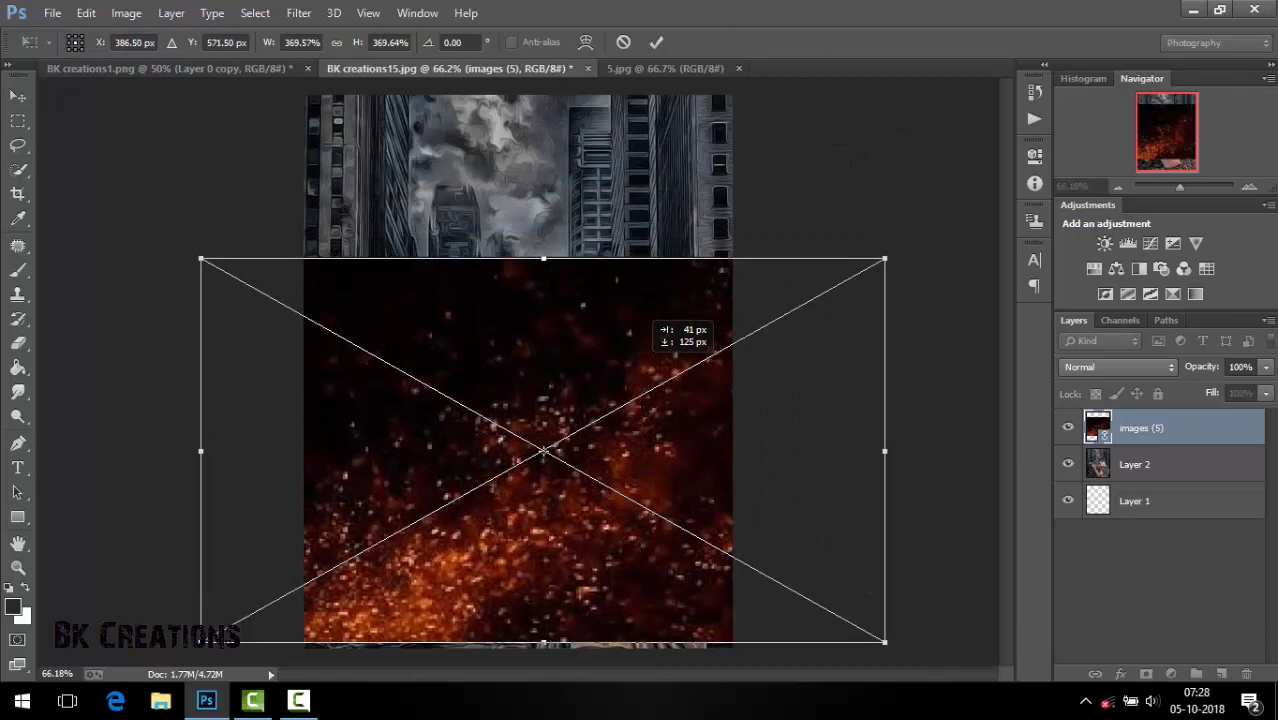 Ps File Edit Image Layer Type Select Filter 3D View Window Help
X: 386.50 px Y: 571.50 px W: 369.57% H: 369.64% 0.00 ° Anti-alias Photography
BK creations1.png @ 50% (Layer 0 copy, RGB/8#) * × BK creations15.jpg @ 66.2% (images (5), RGB/8#) * × 5.jpg @ 66.7% (RGB/8#) ×
Histogram Navigator
66.18%
Adjustments
Add an adjustment
41 px
125 px
Layers Channels Paths
Kind
Normal Opacity: 100%
Lock: Fill: 100%
images (5)
Layer 2
Layer 1
BK CREATIONS
66.18% Doc: 1.77M/4.72M
Ps
07:28
05-10-2018
2